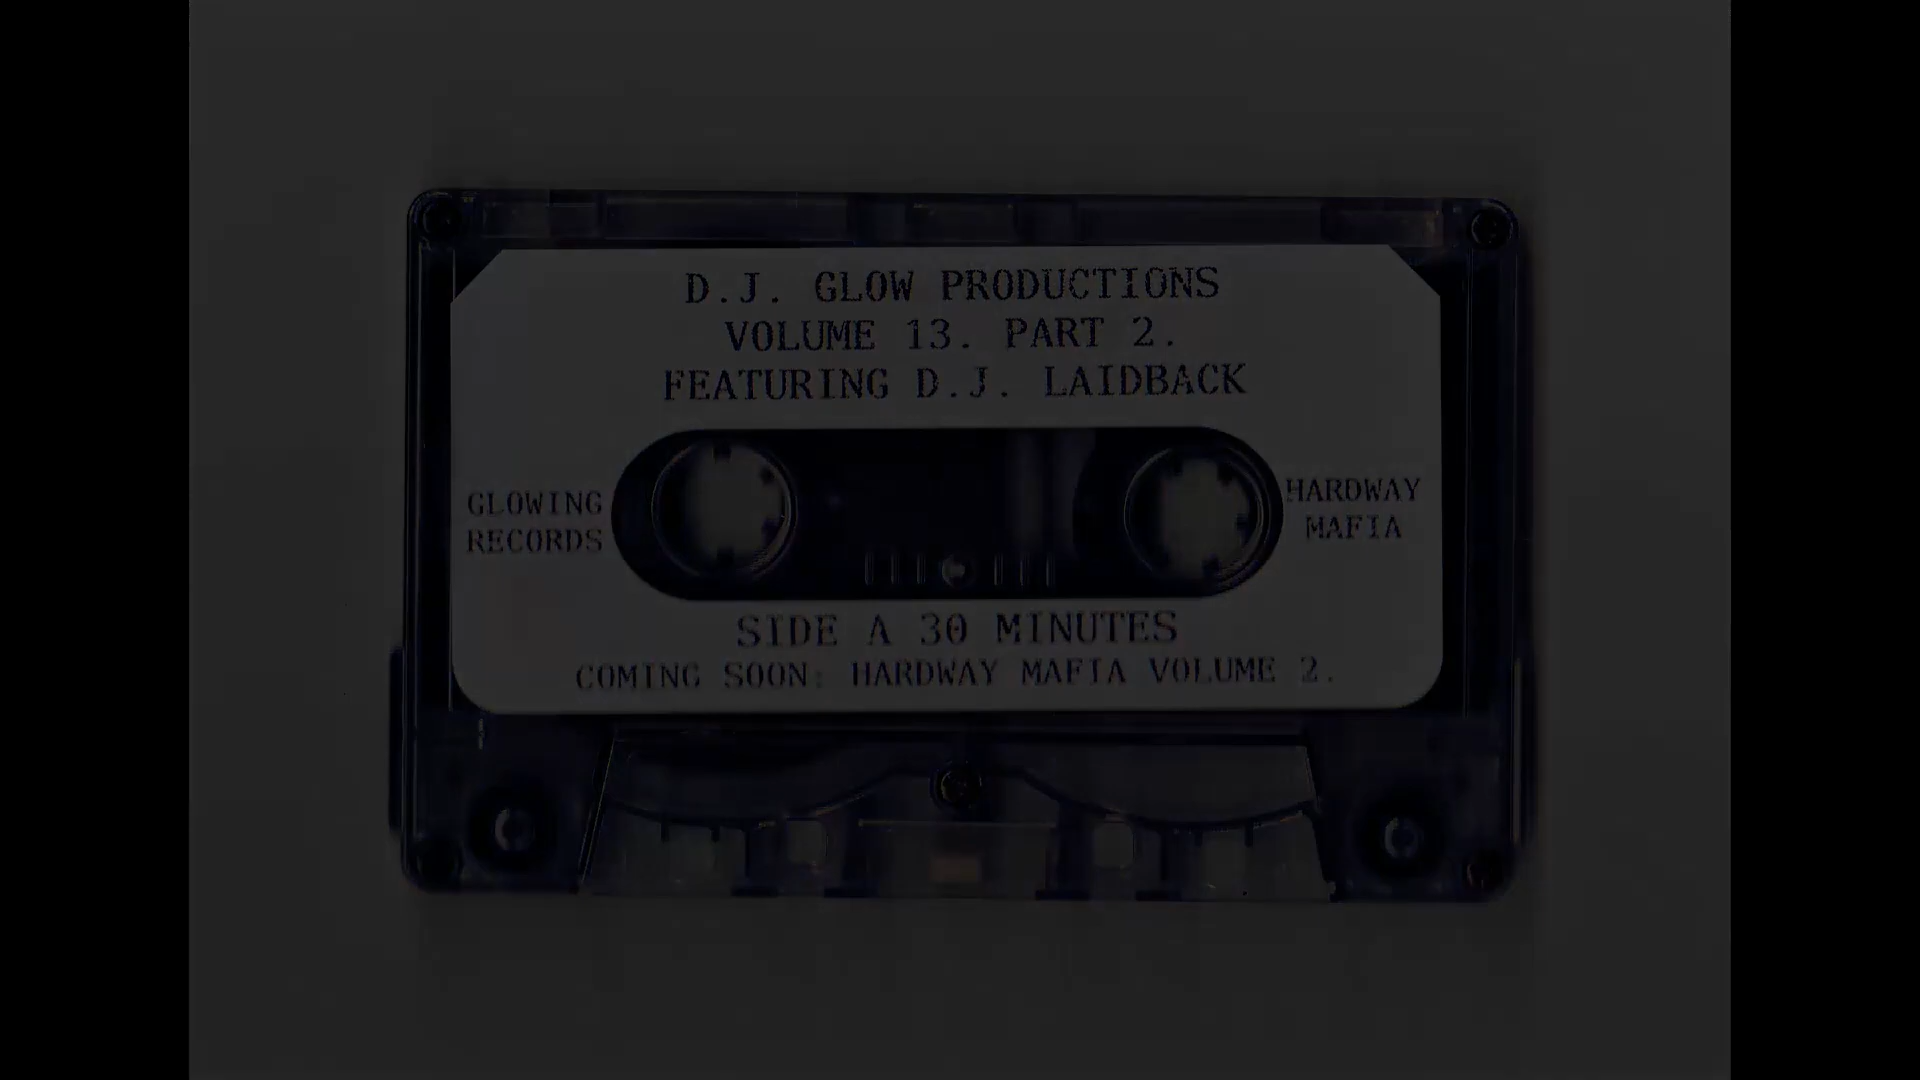 D.J. GLOW PRODUCTIONS
VOLUME 13. PART 2.
FEATURING D.J. LAIDBACK
GLOWING
RECORDS
HARDWAY
MAFIA
SIDE A 30 MINUTES
COMING SOON: HARDWAY MAFIA VOLUME 2.